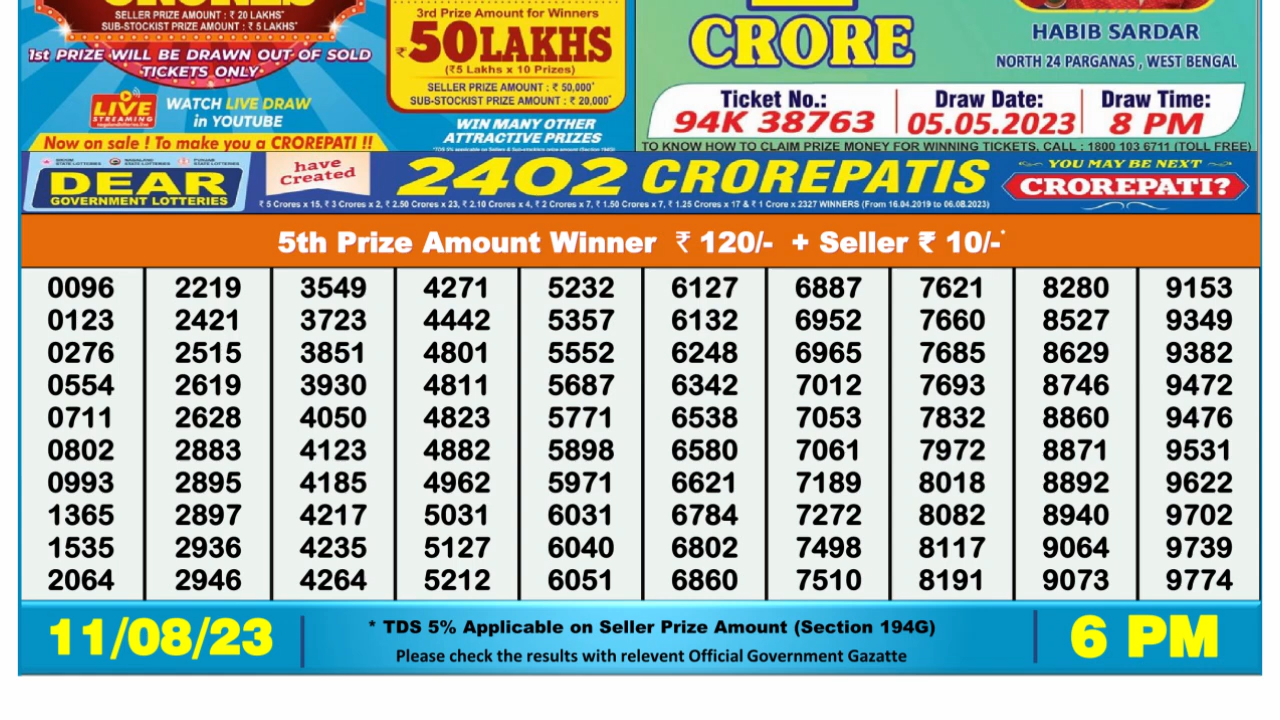 SELLER PRIZE AMOUNT : ₹ 20 LAKHS*
SUB-STOCKIST PRIZE AMOUNT : ₹ 5 LAKHS*
1st PRIZE WILL BE DRAWN OUT OF SOLD
TICKETS ONLY
LIVE
STREAMING
WATCH LIVE DRAW
in YOUTUBE
Now on sale ! To make you a CROREPATI !!
3rd Prize Amount for Winners
₹50 LAKHS
(₹5 Lakhs x 10 Prizes)
SELLER PRIZE AMOUNT : ₹ 50,000*
SUB-STOCKIST PRIZE AMOUNT : ₹ 20,000*
WIN MANY OTHER
ATTRACTIVE PRIZES
CRORE
HABIB SARDAR
NORTH 24 PARGANAS , WEST BENGAL
Ticket No.: Draw Date: Draw Time:
94K 38763 05.05.2023 8 PM
TO KNOW HOW TO CLAIM PRIZE MONEY FOR WINNING TICKETS, CALL : 1800 103 6711 (TOLL FREE)
DEAR
GOVERNMENT LOTTERIES
have
Created
2402 CROREPATIS
₹ 5 Crores x 15, ₹ 3 Crores x 2, ₹ 2.50 Crores x 23, ₹ 2.10 Crores x 4, ₹ 2 Crores x 7, ₹ 1.50 Crores x 7, ₹ 1.25 Crores x 17 & ₹ 1 Crore x 2327 WINNERS (From 16.04.2019 to 06.08.2023)
YOU MAY BE NEXT
CROREPATI?
5th Prize Amount Winner ₹ 120/- + Seller ₹ 10/-*
0096 2219 3549 4271 5232 6127 6887 7621 8280 9153
0123 2421 3723 4442 5357 6132 6952 7660 8527 9349
0276 2515 3851 4801 5552 6248 6965 7685 8629 9382
0554 2619 3930 4811 5687 6342 7012 7693 8746 9472
0711 2628 4050 4823 5771 6538 7053 7832 8860 9476
0802 2883 4123 4882 5898 6580 7061 7972 8871 9531
0993 2895 4185 4962 5971 6621 7189 8018 8892 9622
1365 2897 4217 5031 6031 6784 7272 8082 8940 9702
1535 2936 4235 5127 6040 6802 7498 8117 9064 9739
2064 2946 4264 5212 6051 6860 7510 8191 9073 9774
11/08/23
* TDS 5% Applicable on Seller Prize Amount (Section 194G)
Please check the results with relevent Official Government Gazatte
6 PM